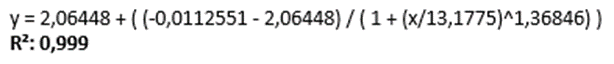 y = 2,06448 + ( (-0,0112551 - 2,06448) / ( 1 + (x/13,1775)^1,36846) )
R²: 0,999